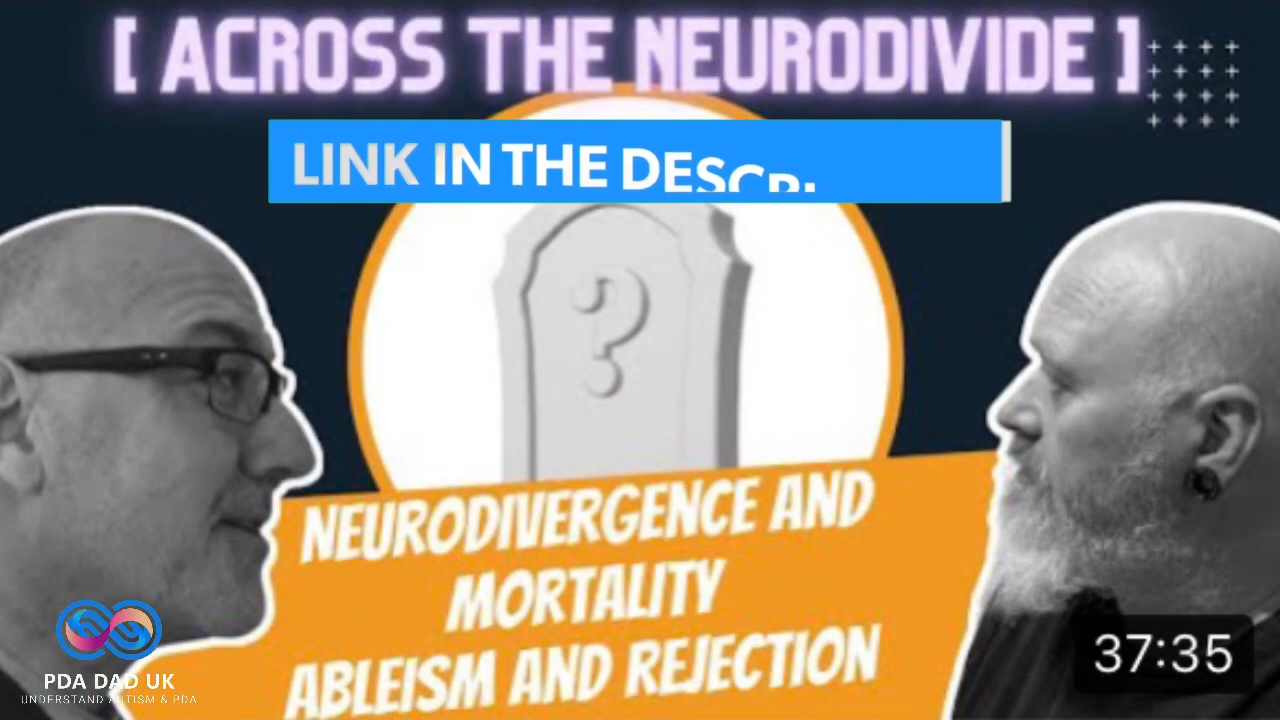 [ ACROSS THE NEURODIVIDE ]
LINK IN THE
?
NEURODIVERGENCE AND
MORTALITY
ABLEISM AND REJECTION
PDA DAD UK
UNDERSTAND AUTISM & PDA
37:35